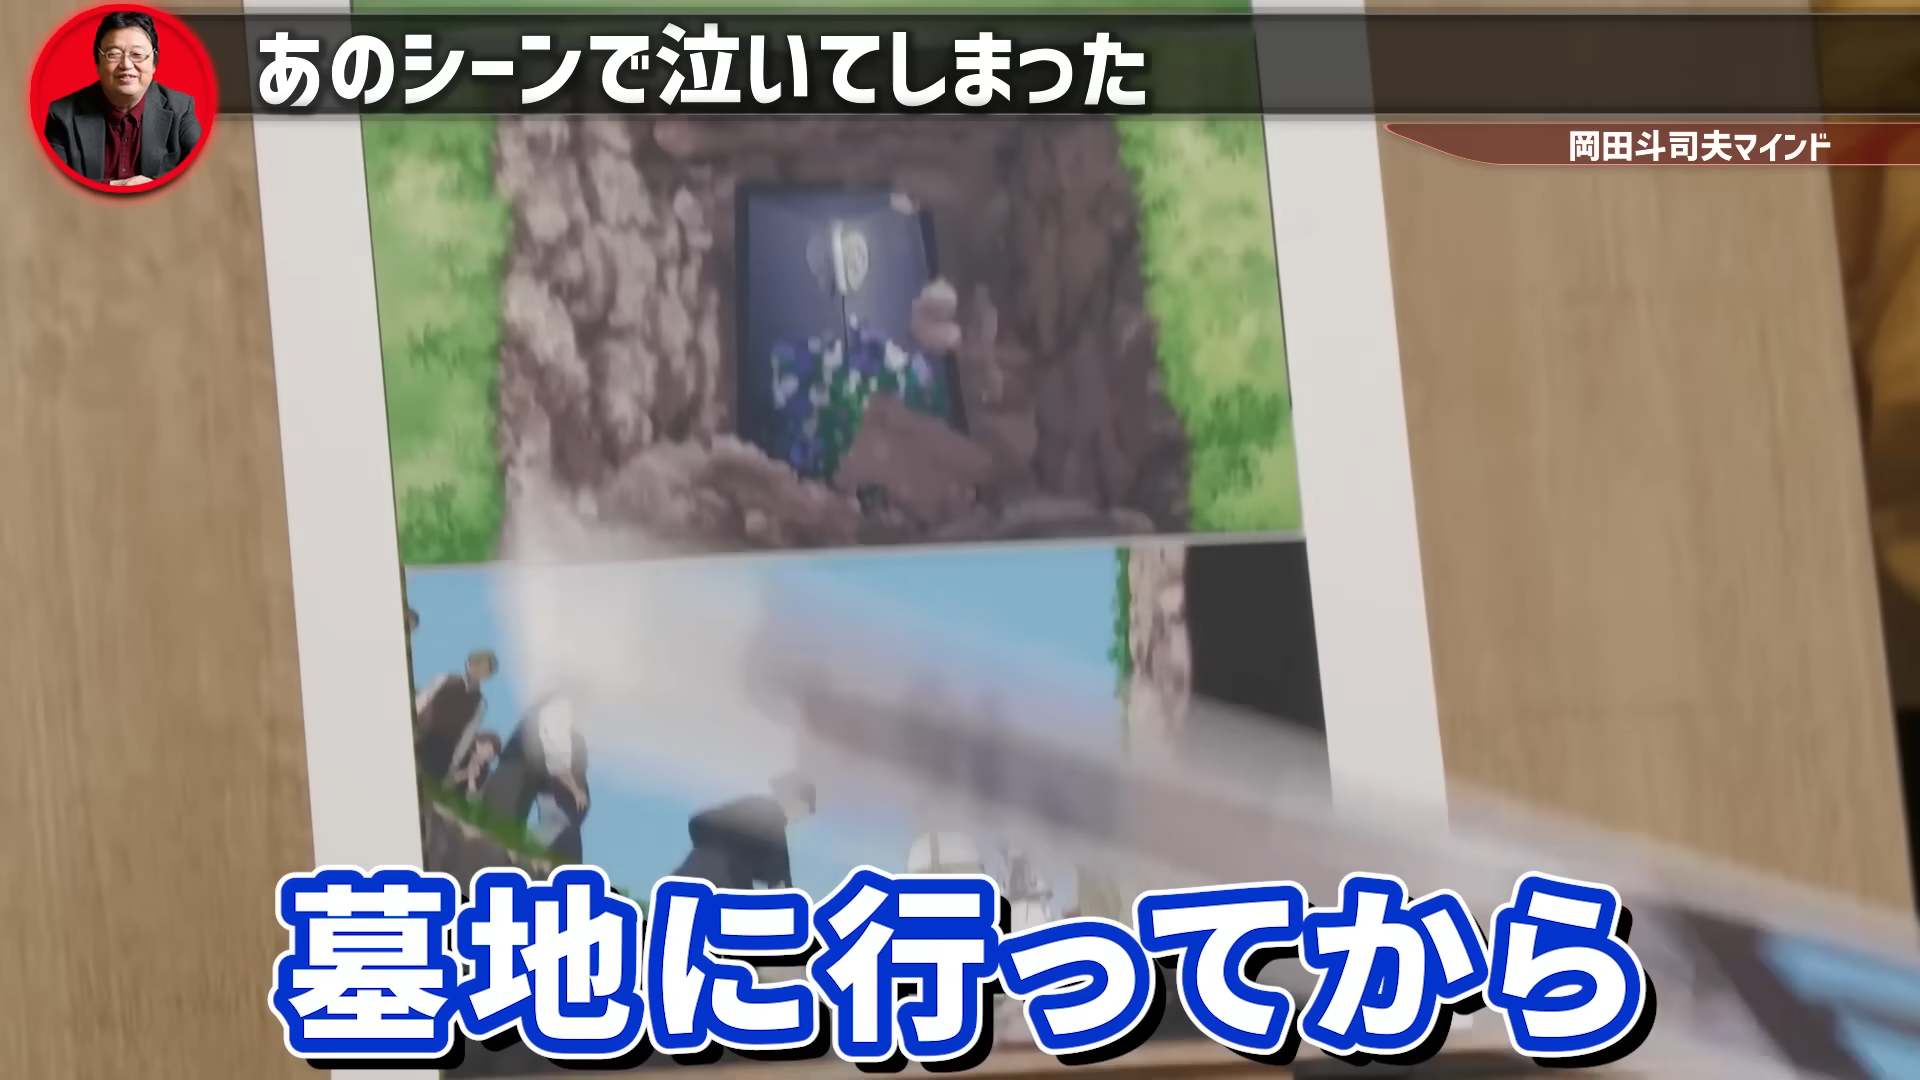 あのシーンで泣いてしまった
岡田斗司夫マインド
墓地に行ってから